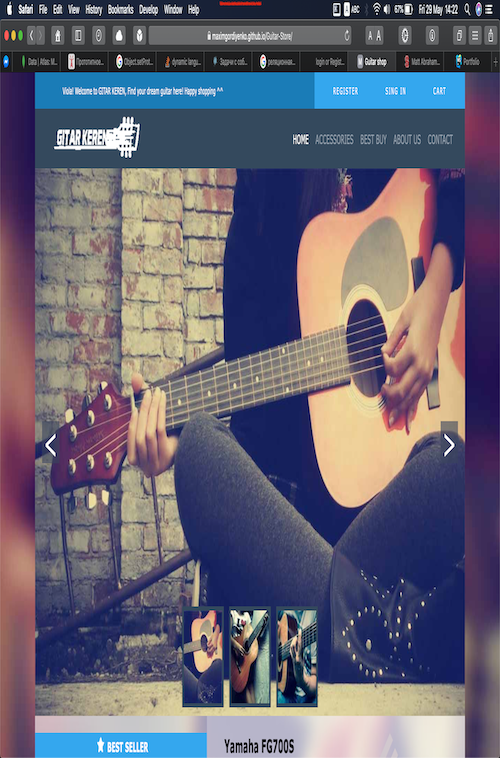 Safari File Edit View History Bookmarks Develop Window Help ABC 67% Fri 29 May 14:22
maximgordiyenko.github.io/Guitar-Store/ A A
Data | Atlas: M... Прототипное... Object.setProt... dynamic langu... Задачи с соб... реляционная... login or Regist... Guitar shop Matt Abraham... Portfolio
Viola! Welcome to GITAR KEREN, Find your dream guitar here! Happy shopping ^^ REGISTER SING IN CART
GITAR KEREN HOME ACCESSORIES BEST BUY ABOUT US CONTACT
BEST SELLER Yamaha FG700S